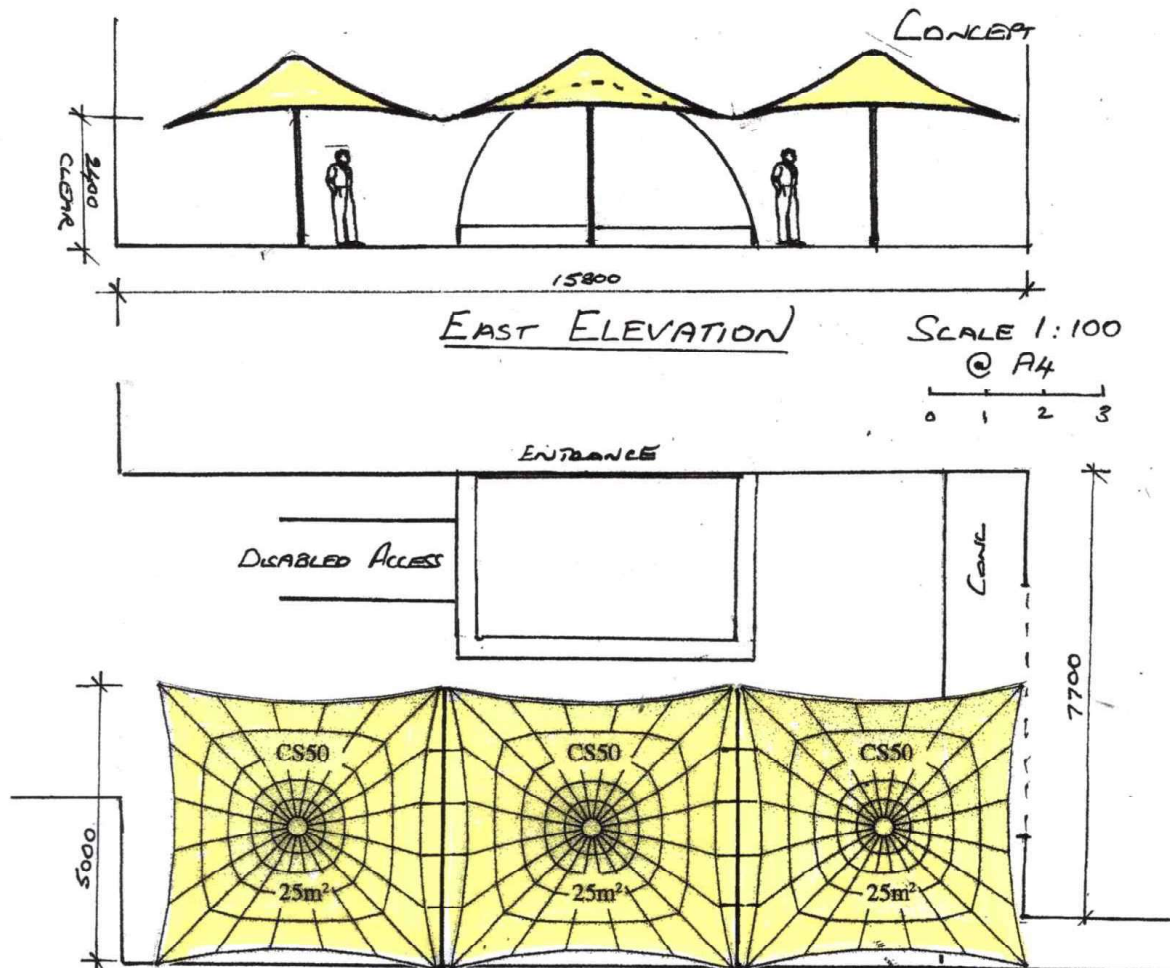 CONCEPT
2400
CLEAR
15800
EAST ELEVATION
SCALE 1:100
@ A4
0 1 2 3
ENTRANCE
DISABLED ACCESS
CONC
7700
5000
CS50 CS50 CS50
25m² 25m² 25m²